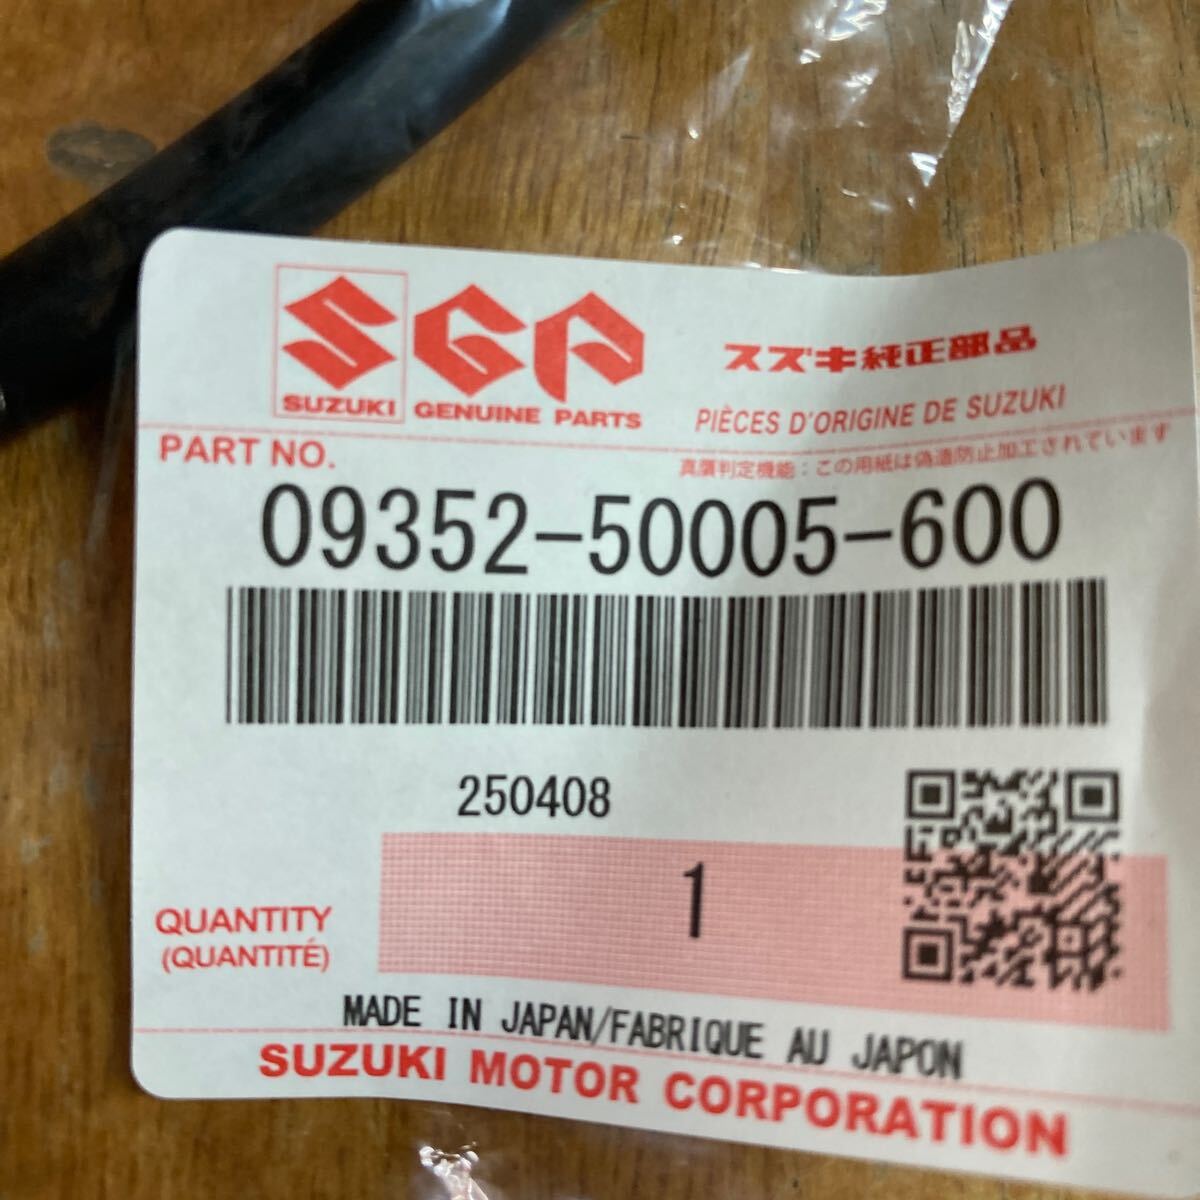 SGP
SUZUKI GENUINE PARTS
スズキ純正部品
PIÈCES D'ORIGINE DE SUZUKI
PART NO.
真贋判定機能：この用紙は偽造防止加工されています
09352-50005-600
250408
1
QUANTITY
(QUANTITÉ)
MADE IN JAPAN/FABRIQUE AU JAPON
SUZUKI MOTOR CORPORATION